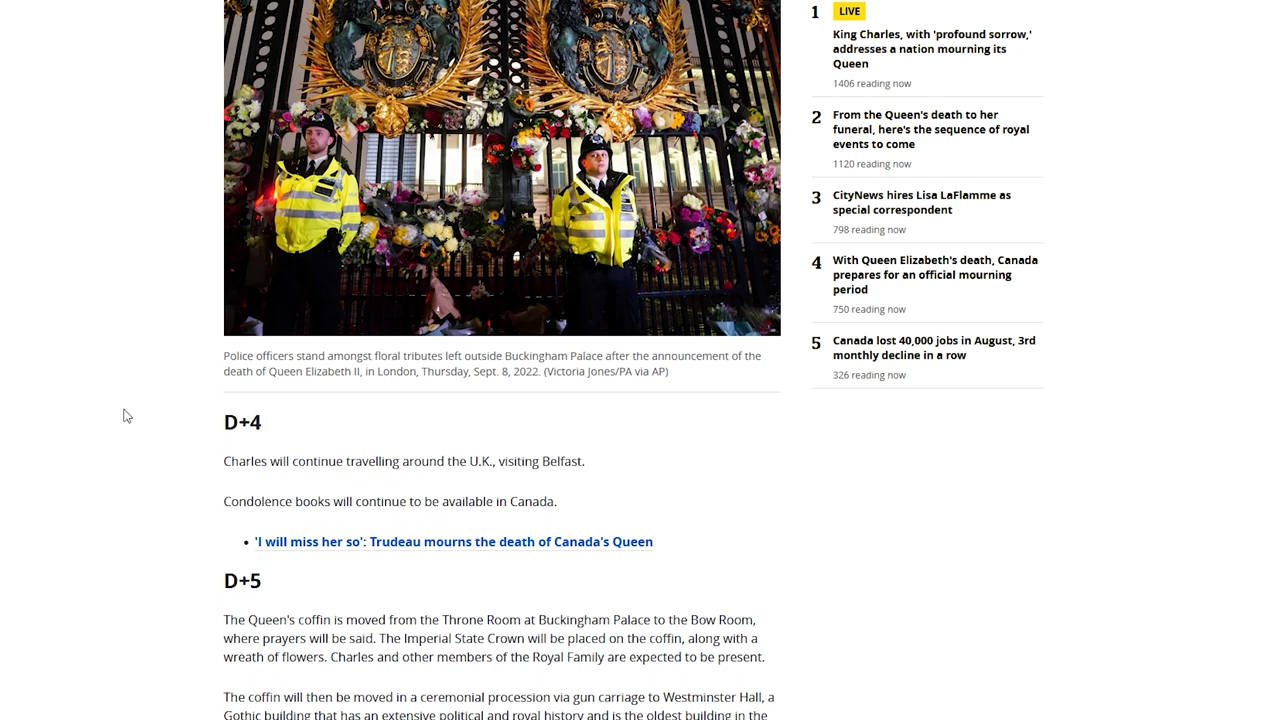 Police officers stand amongst floral tributes left outside Buckingham Palace after the announcement of the
death of Queen Elizabeth II, in London, Thursday, Sept. 8, 2022. (Victoria Jones/PA via AP)
D+4
Charles will continue travelling around the U.K., visiting Belfast.
Condolence books will continue to be available in Canada.
• 'I will miss her so': Trudeau mourns the death of Canada's Queen
D+5
The Queen's coffin is moved from the Throne Room at Buckingham Palace to the Bow Room,
where prayers will be said. The Imperial State Crown will be placed on the coffin, along with a
wreath of flowers. Charles and other members of the Royal Family are expected to be present.
The coffin will then be moved in a ceremonial procession via gun carriage to Westminster Hall, a
Gothic building that has an extensive political and royal history and is the oldest building in the
1 LIVE
King Charles, with 'profound sorrow,'
addresses a nation mourning its
Queen
1406 reading now
2 From the Queen's death to her
funeral, here's the sequence of royal
events to come
1120 reading now
3 CityNews hires Lisa LaFlamme as
special correspondent
798 reading now
4 With Queen Elizabeth's death, Canada
prepares for an official mourning
period
750 reading now
5 Canada lost 40,000 jobs in August, 3rd
monthly decline in a row
326 reading now